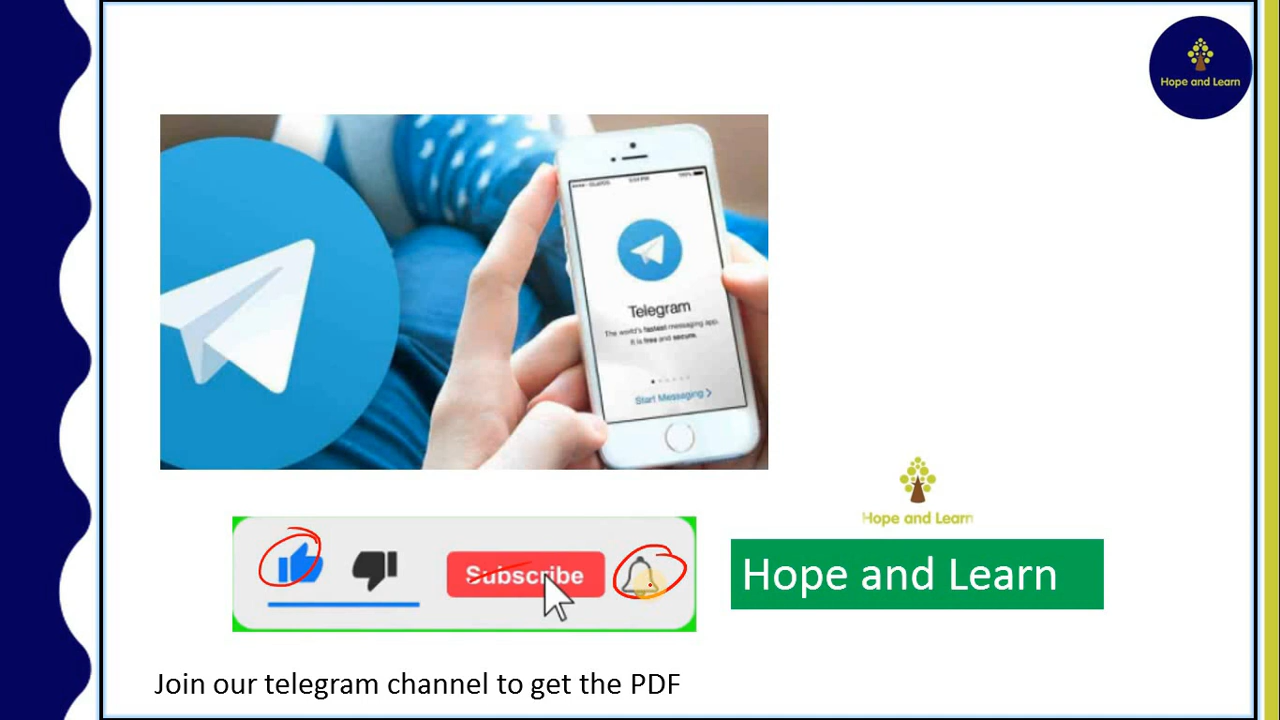 Hope and Learn
Telegram
The world's fastest messaging app.
It is free and secure.
Start Messaging >
Hope and Learn
Subscribe
Hope and Learn
Join our telegram channel to get the PDF